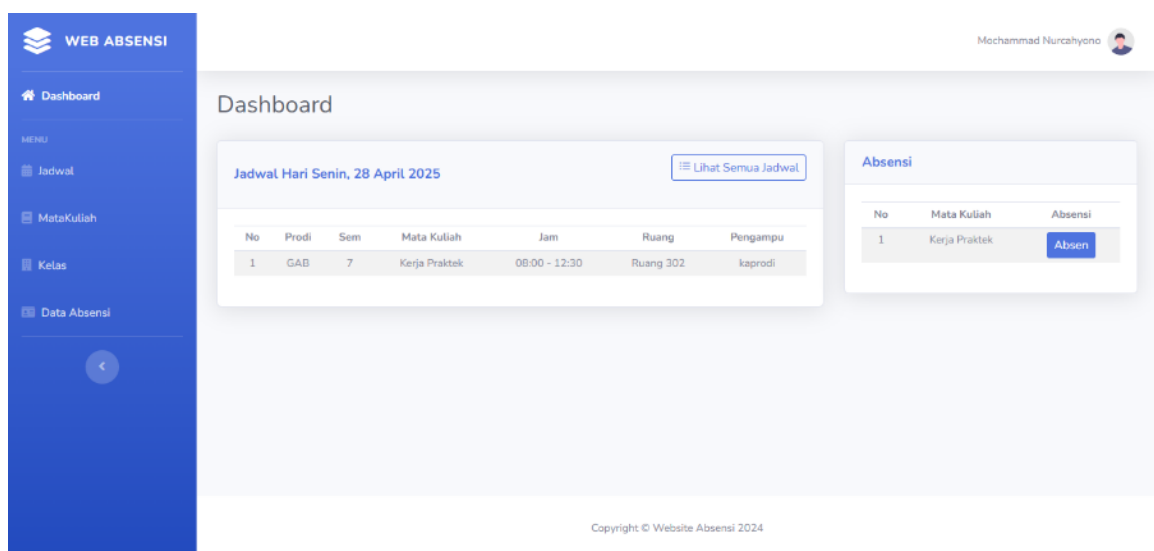 WEB ABSENSI
Mochammad Nurcahyono
Dashboard
MENU
Jadwal
MataKuliah
Kelas
Data Absensi
Dashboard
Jadwal Hari Senin, 28 April 2025
Lihat Semua Jadwal
No Prodi Sem Mata Kuliah Jam Ruang Pengampu
1 GAB 7 Kerja Praktek 08:00 - 12:30 Ruang 302 kaprodi
Absensi
No Mata Kuliah Absensi
1 Kerja Praktek Absen
Copyright © Website Absensi 2024